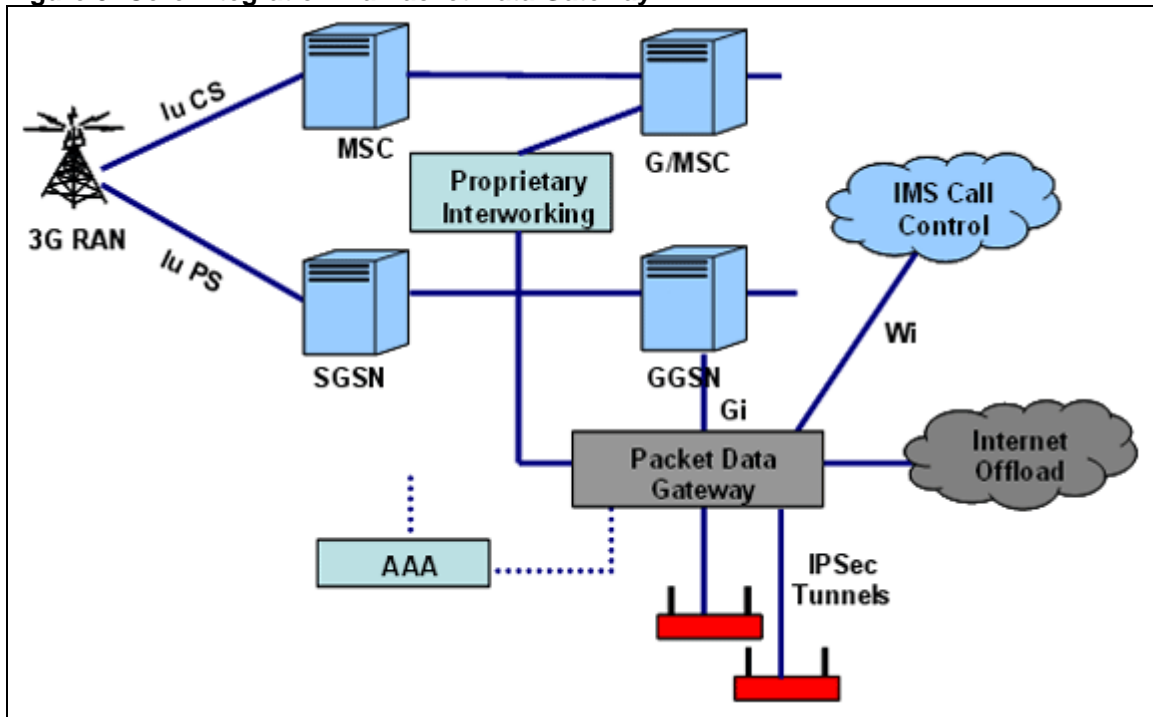 Iu CS
MSC
G/MSC
Proprietary
Interworking
IMS Call
Control
3G RAN
Iu PS
SGSN
GGSN
Wi
Gi
Packet Data
Gateway
Internet
Offload
AAA
IPSec
Tunnels